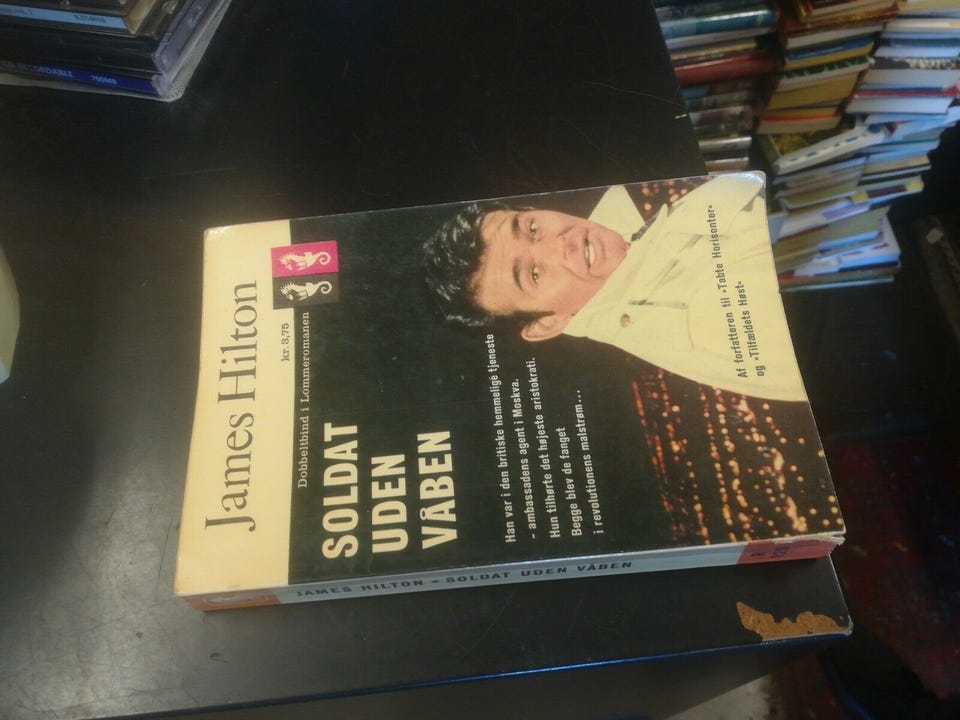 James Hilton
kr. 3,75
Dobbeltbind i Lommeromanen
SOLDAT
UDEN
VÅBEN
Han var i den britiske hemmelige tjeneste
- ambassadens agent i Moskva.
Hun tilhørte det højeste aristokrati.
Begge blev de fanget
i revolutionens malstrøm...
Af forfatteren til »Tabte Horisonter«
og »Tilfældets Høst«
JAMES HILTON - SOLDAT UDEN VÅBEN
700MB